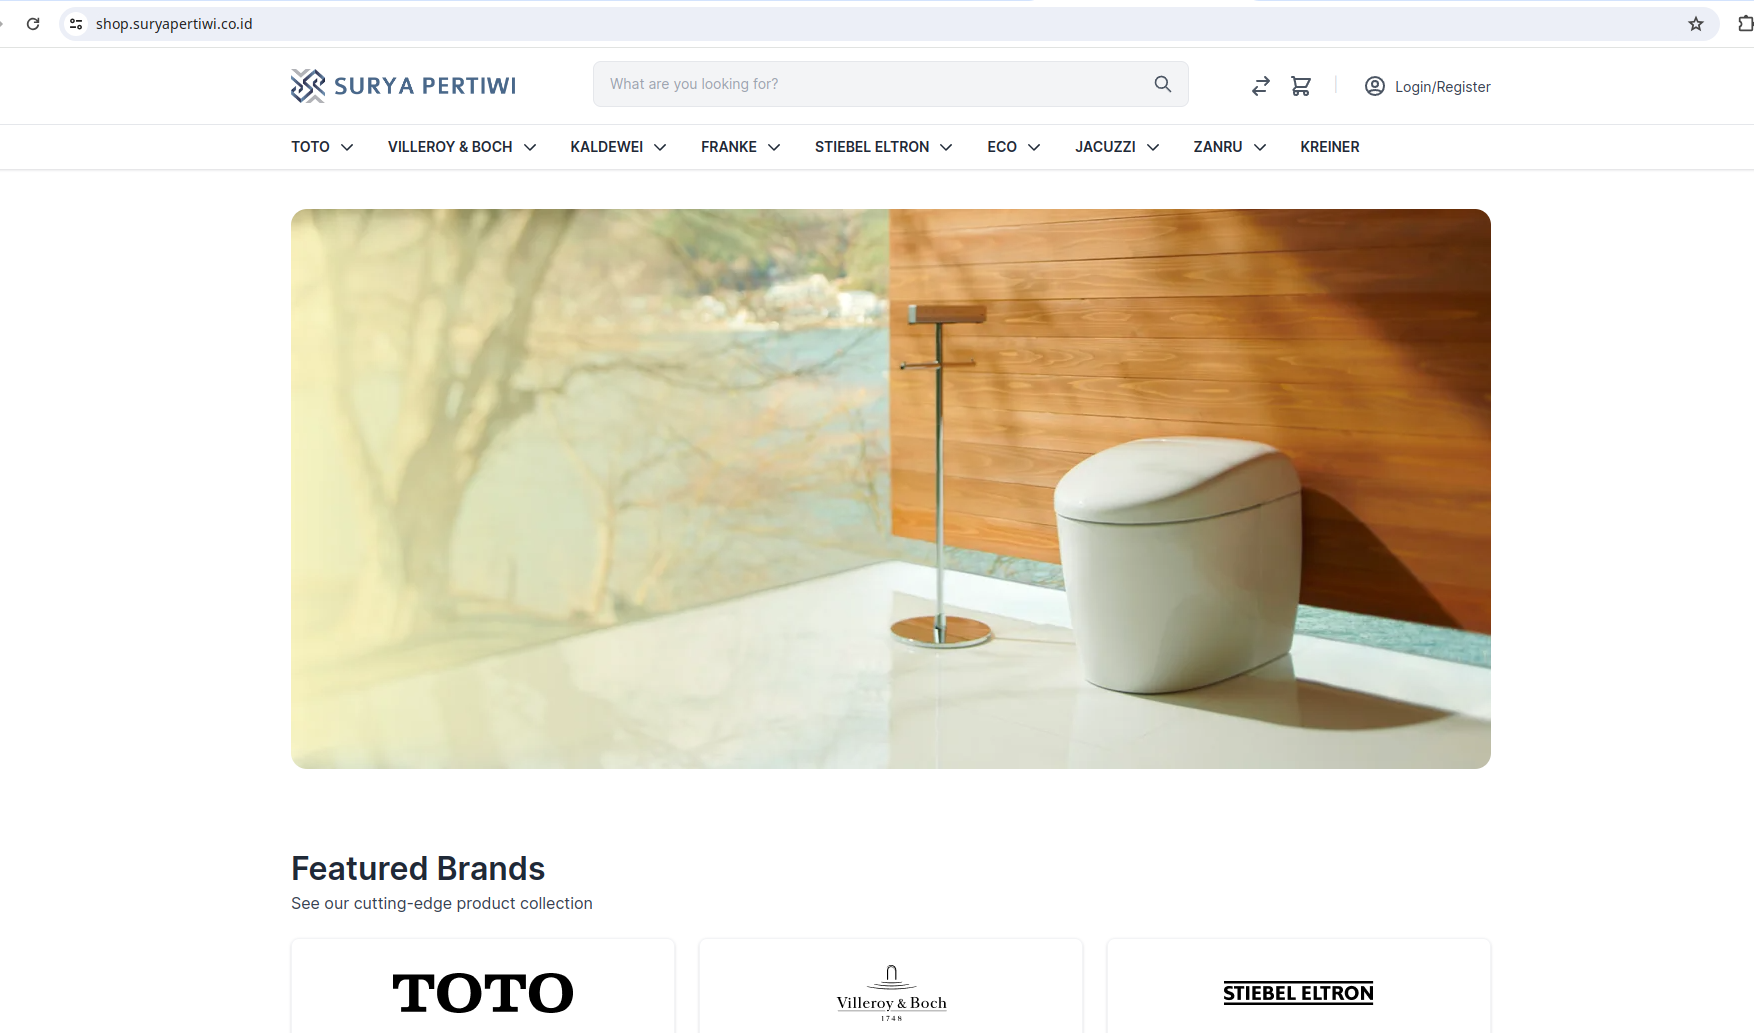 shop.suryapertiwi.co.id
SURYA PERTIWI
What are you looking for?
Login/Register
TOTO
VILLEROY & BOCH
KALDEWEI
FRANKE
STIEBEL ELTRON
ECO
JACUZZI
ZANRU
KREINER
Featured Brands
See our cutting-edge product collection
TOTO
Villeroy & Boch
1748
STIEBEL ELTRON